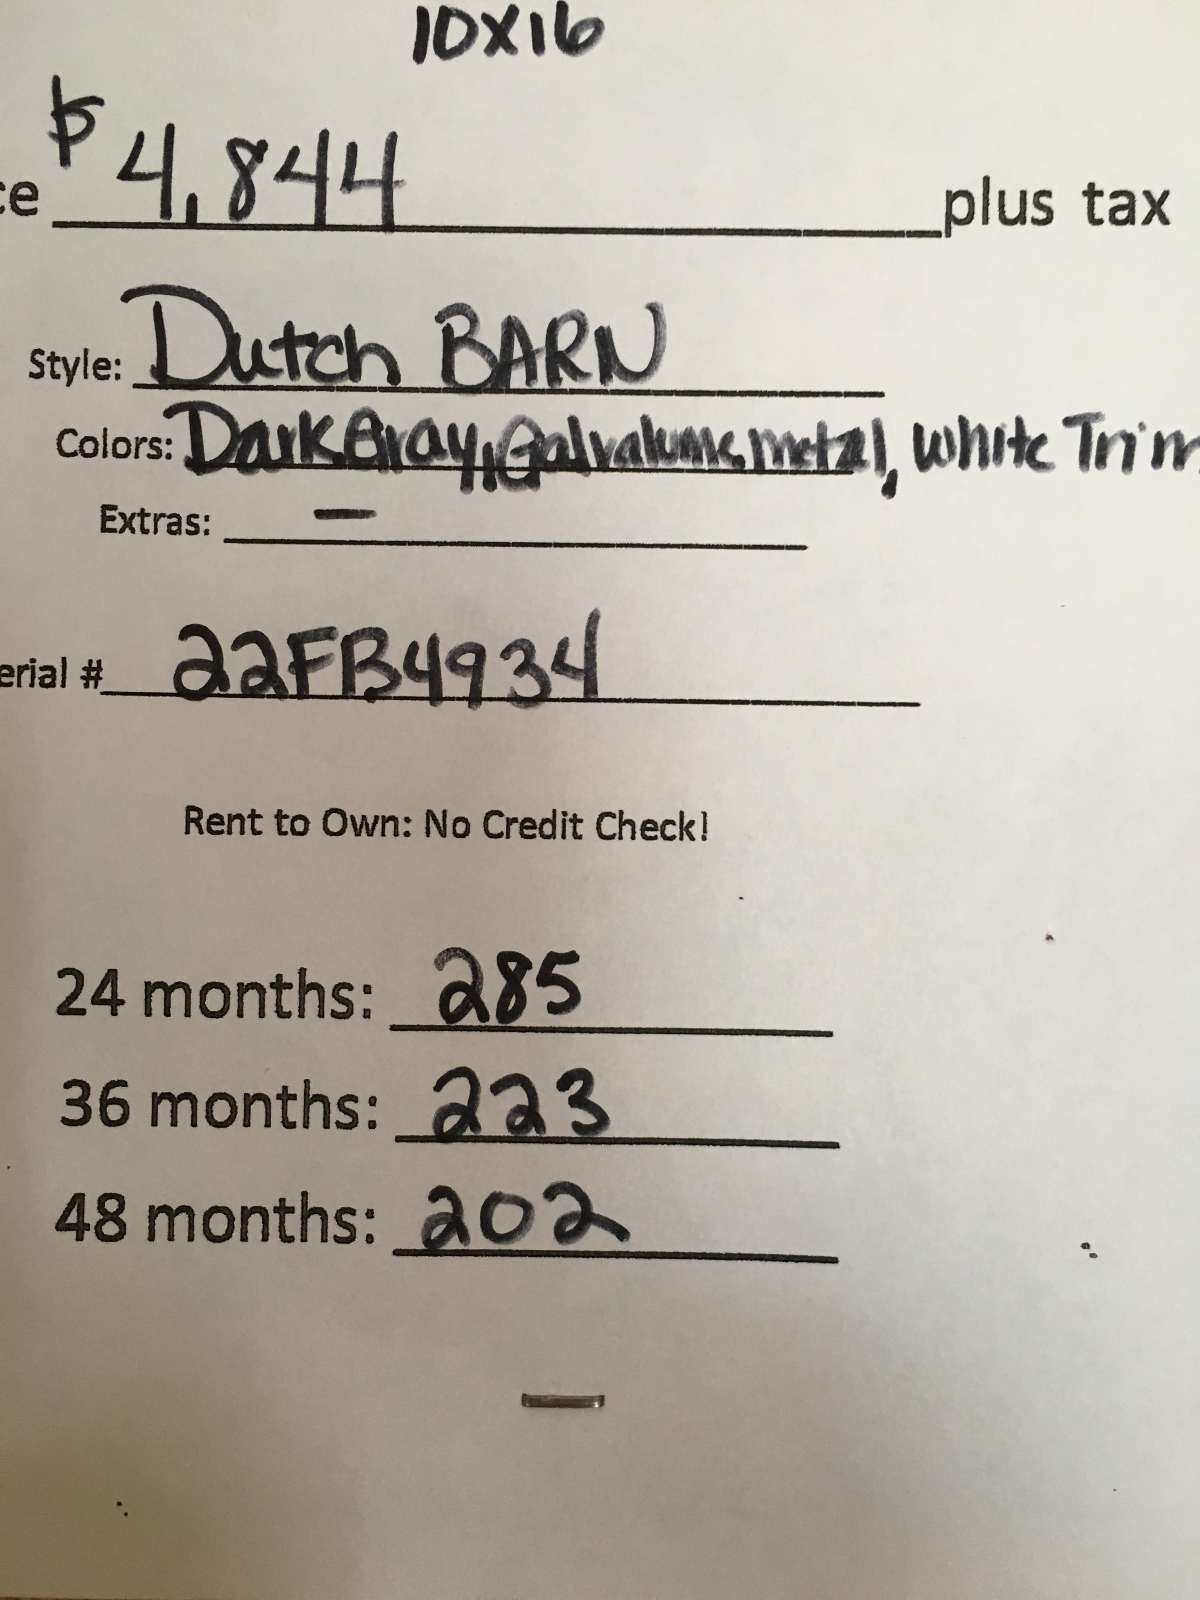 10X16
ce $4,844 plus tax
Style: Dutch BARN
Colors: Dark Gray, Galvalume metal, White Trim
Extras: —
erial # 22FB4934
Rent to Own: No Credit Check!
24 months: 285
36 months: 223
48 months: 202